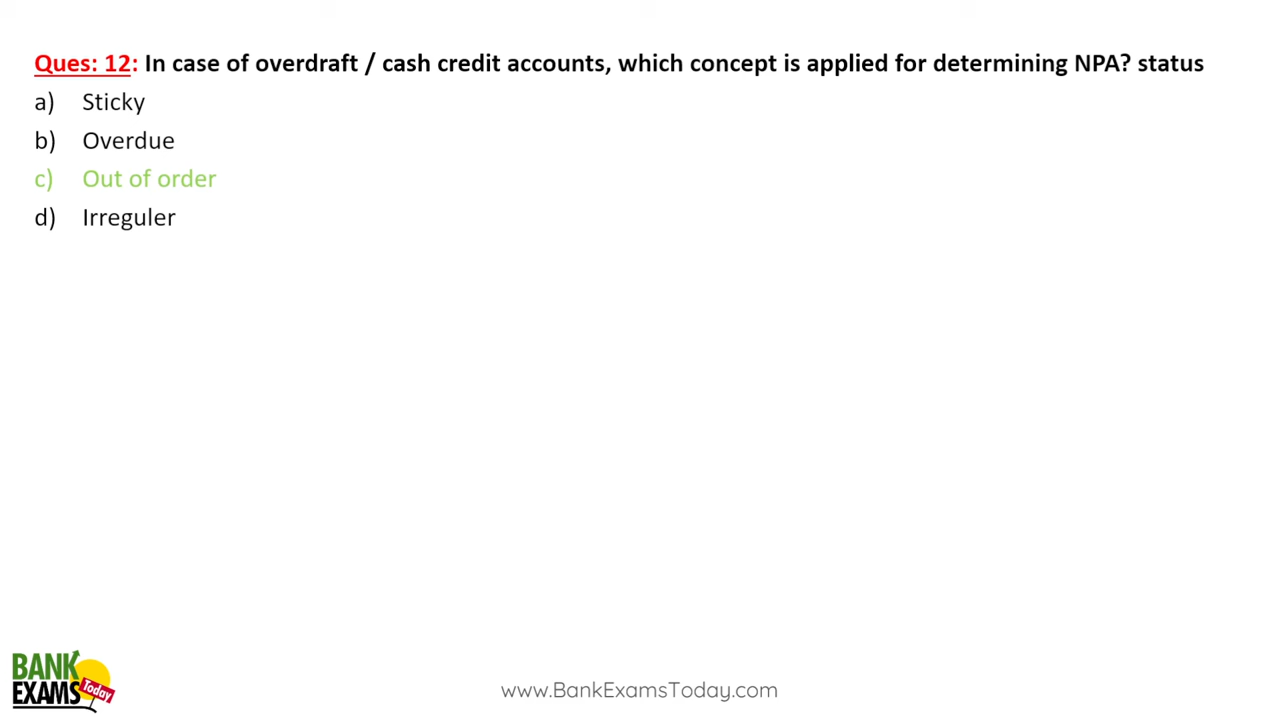 Ques: 12: In case of overdraft / cash credit accounts, which concept is applied for determining NPA? status
a) Sticky
b) Overdue
c) Out of order
d) Irreguler
BANK
EXAMS Today
www.BankExamsToday.com